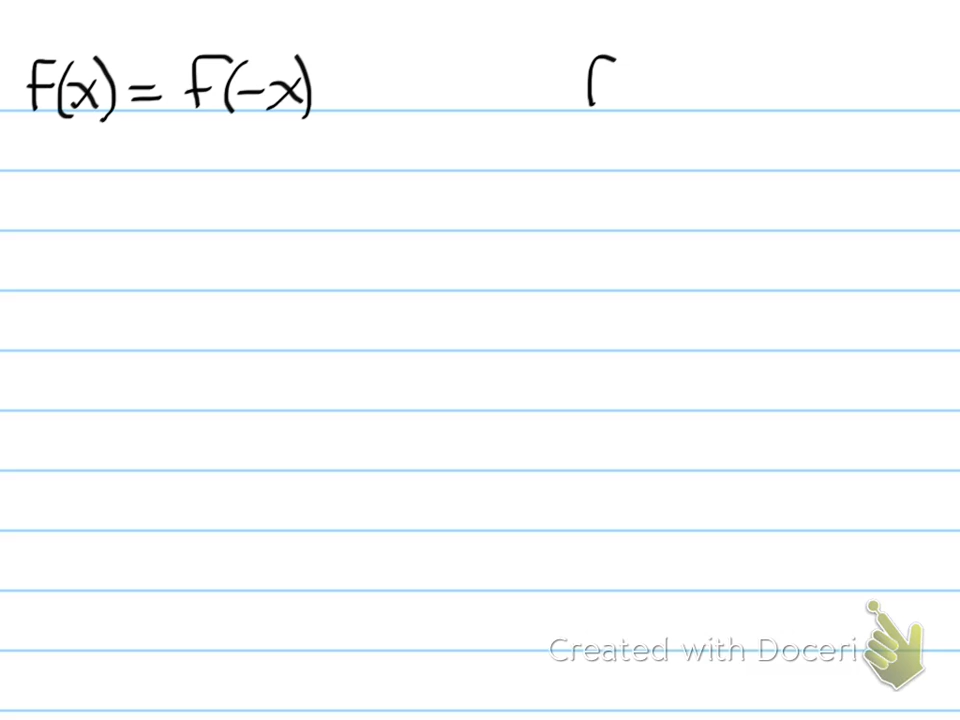 F(x) = F(-x)
Created with Doceri